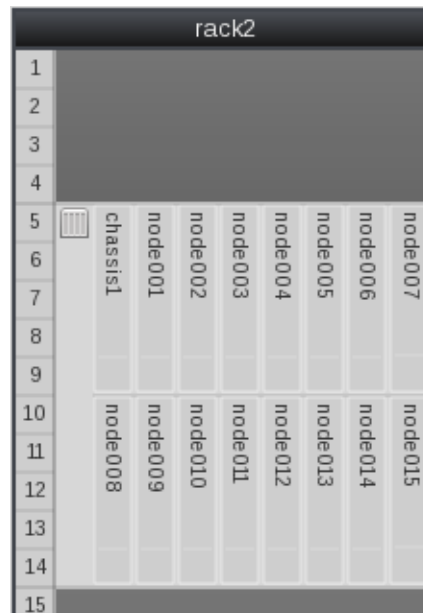 rack2
1
2
3
4
5
6
7
8
9
10
11
12
13
14
15
chassis1
node001
node002
node003
node004
node005
node006
node007
node008
node009
node010
node011
node012
node013
node014
node015